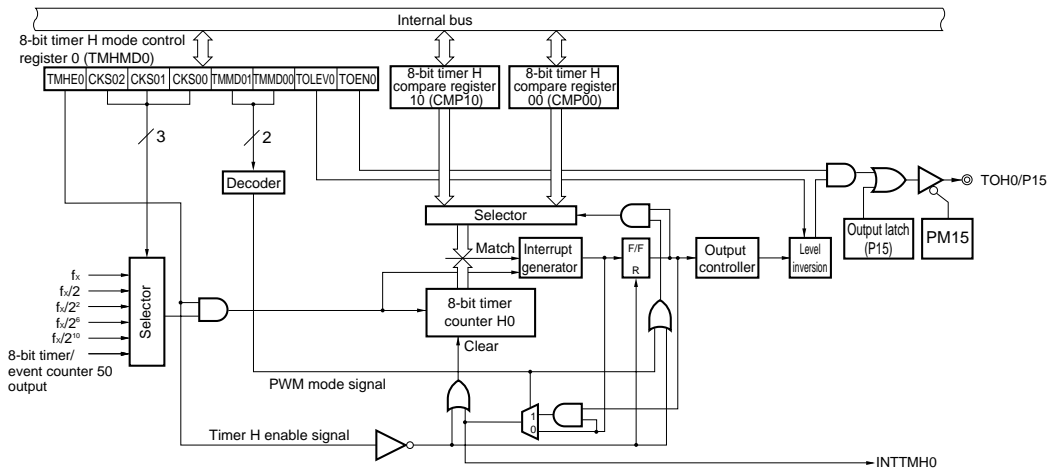 Internal bus
8-bit timer H mode control
register 0 (TMHMD0)
TMHE0 CKS02 CKS01 CKS00 TMMD01 TMMD00 TOLEV0 TOEN0
8-bit timer H
compare register
10 (CMP10)
8-bit timer H
compare register
00 (CMP00)
3
2
Decoder
TOH0/P15
Selector
Output latch
(P15)
PM15
Match
Interrupt
generator
F/F
R
Output
controller
Level
inversion
Selector
fx
fx/2
fx/2²
fx/2⁶
fx/2¹⁰
8-bit timer/
event counter 50
output
8-bit timer
counter H0
Clear
PWM mode signal
1
0
Timer H enable signal
INTTMH0